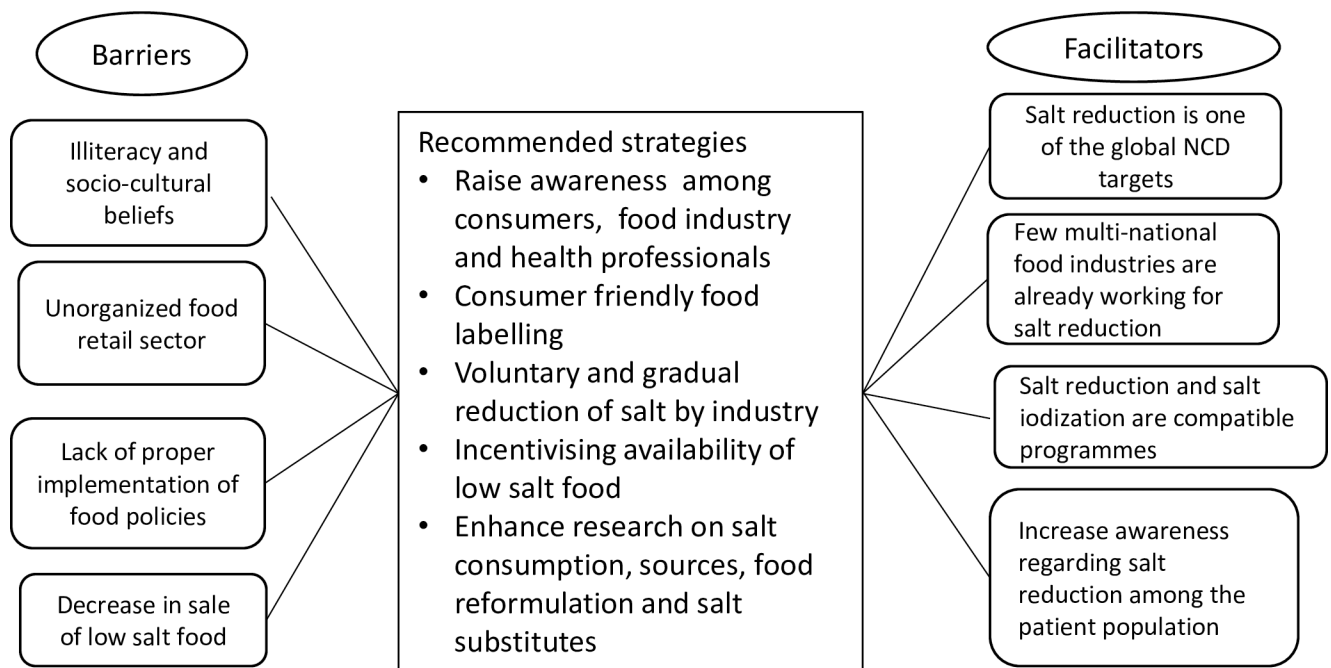 Barriers
Illiteracy and
socio-cultural
beliefs
Unorganized food
retail sector
Lack of proper
implementation of
food policies
Decrease in sale
of low salt food
Recommended strategies
• Raise awareness among
consumers, food industry
and health professionals
• Consumer friendly food
labelling
• Voluntary and gradual
reduction of salt by industry
• Incentivising availability of
low salt food
• Enhance research on salt
consumption, sources, food
reformulation and salt
substitutes
Facilitators
Salt reduction is one
of the global NCD
targets
Few multi-national
food industries are
already working for
salt reduction
Salt reduction and salt
iodization are compatible
programmes
Increase awareness
regarding salt
reduction among the
patient population